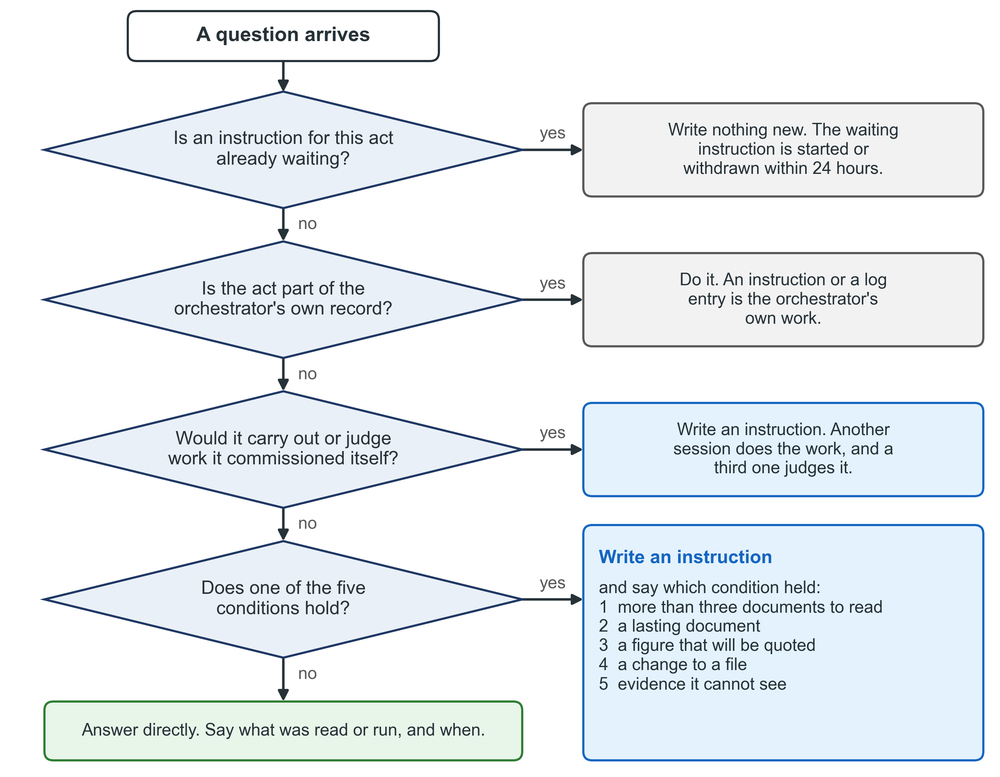 A question arrives
Is an instruction for this act
already waiting?
yes
Write nothing new. The waiting
instruction is started or
withdrawn within 24 hours.
no
Is the act part of the
orchestrator's own record?
yes
Do it. An instruction or a log
entry is the orchestrator's
own work.
no
Would it carry out or judge
work it commissioned itself?
yes
Write an instruction. Another
session does the work, and a
third one judges it.
no
Does one of the five
conditions hold?
yes
Write an instruction
and say which condition held:
1 more than three documents to read
2 a lasting document
3 a figure that will be quoted
4 a change to a file
5 evidence it cannot see
no
Answer directly. Say what was read or run, and when.